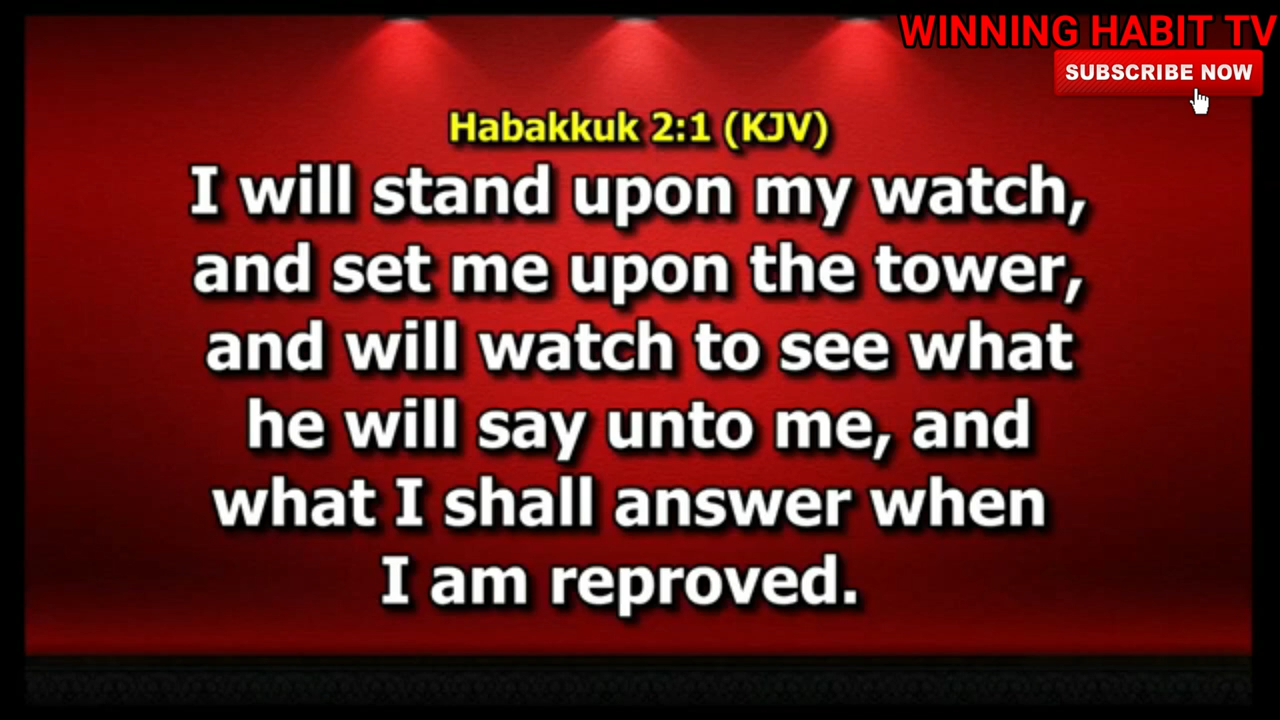 WINNING HABIT TV
SUBSCRIBE NOW
Habakkuk 2:1 (KJV)
I will stand upon my watch,
and set me upon the tower,
and will watch to see what
he will say unto me, and
what I shall answer when
I am reproved.